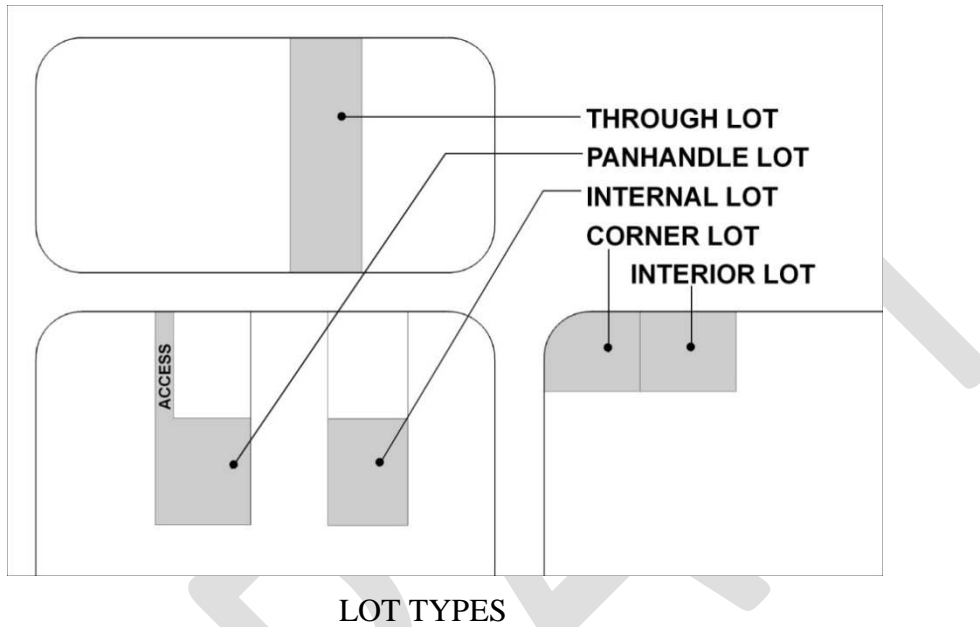 THROUGH LOT
PANHANDLE LOT
INTERNAL LOT
CORNER LOT
INTERIOR LOT
ACCESS
LOT TYPES